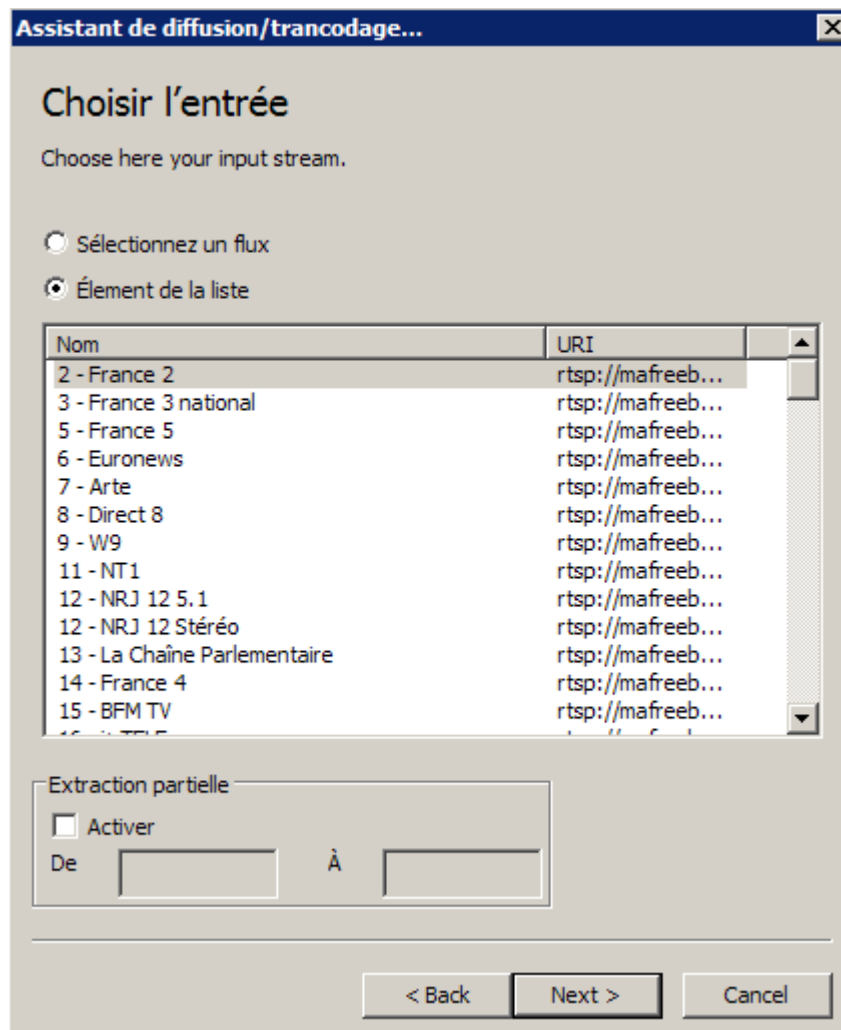 Assistant de diffusion/trancodage...
Choisir l'entrée
Choose here your input stream.
Sélectionnez un flux
Élement de la liste
Nom URI
2 - France 2 rtsp://mafreeb...
3 - France 3 national rtsp://mafreeb...
5 - France 5 rtsp://mafreeb...
6 - Euronews rtsp://mafreeb...
7 - Arte rtsp://mafreeb...
8 - Direct 8 rtsp://mafreeb...
9 - W9 rtsp://mafreeb...
11 - NT1 rtsp://mafreeb...
12 - NRJ 12 5.1 rtsp://mafreeb...
12 - NRJ 12 Stéréo rtsp://mafreeb...
13 - La Chaîne Parlementaire rtsp://mafreeb...
14 - France 4 rtsp://mafreeb...
15 - BFM TV rtsp://mafreeb...
Extraction partielle
Activer
De À
< Back Next > Cancel